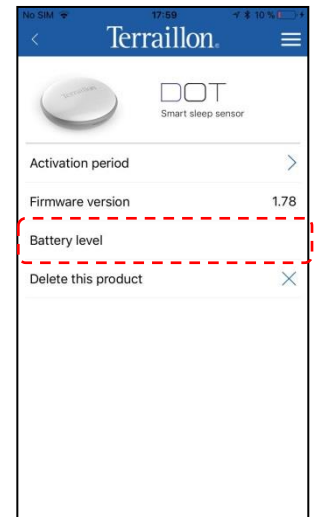 No SIM 17:59 10 %
Terraillon.
TERRAILLON
DOT
Smart sleep sensor
Activation period
Firmware version 1.78
Battery level
Delete this product